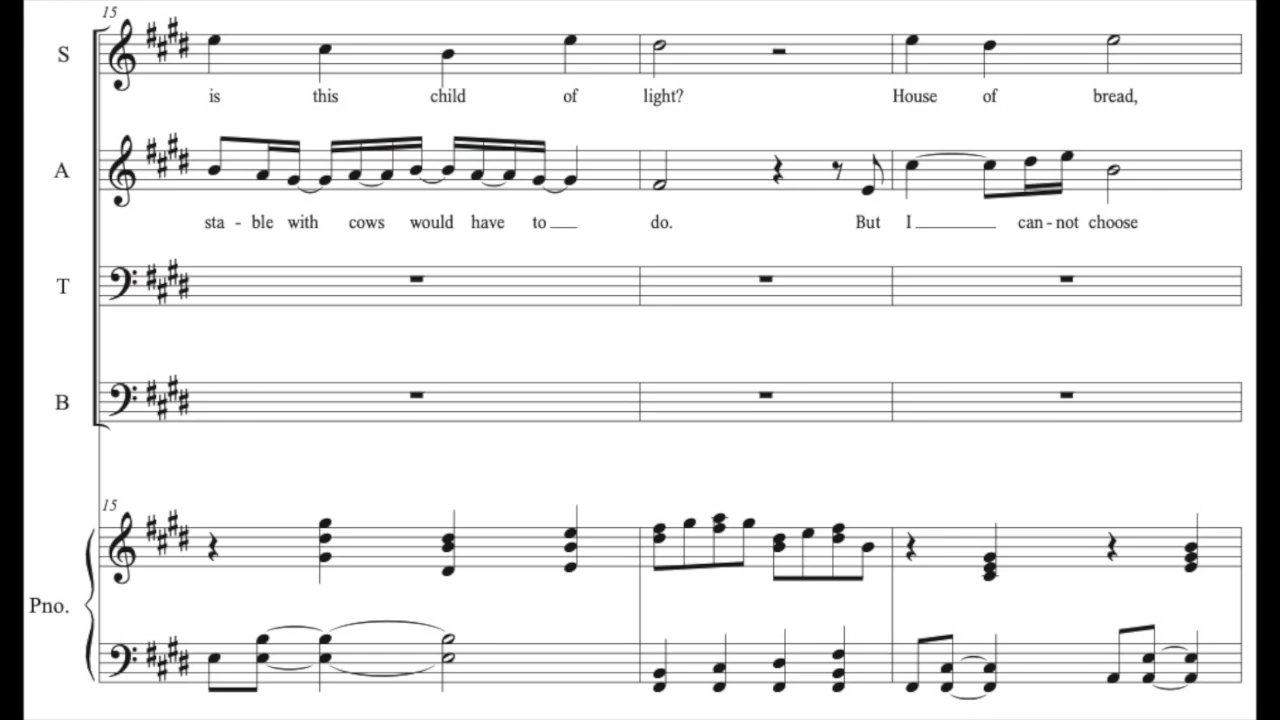 15
S
is this child of light? House of bread,
A
sta - ble with cows would have to do. But I can - not choose
T
B
15
Pno.